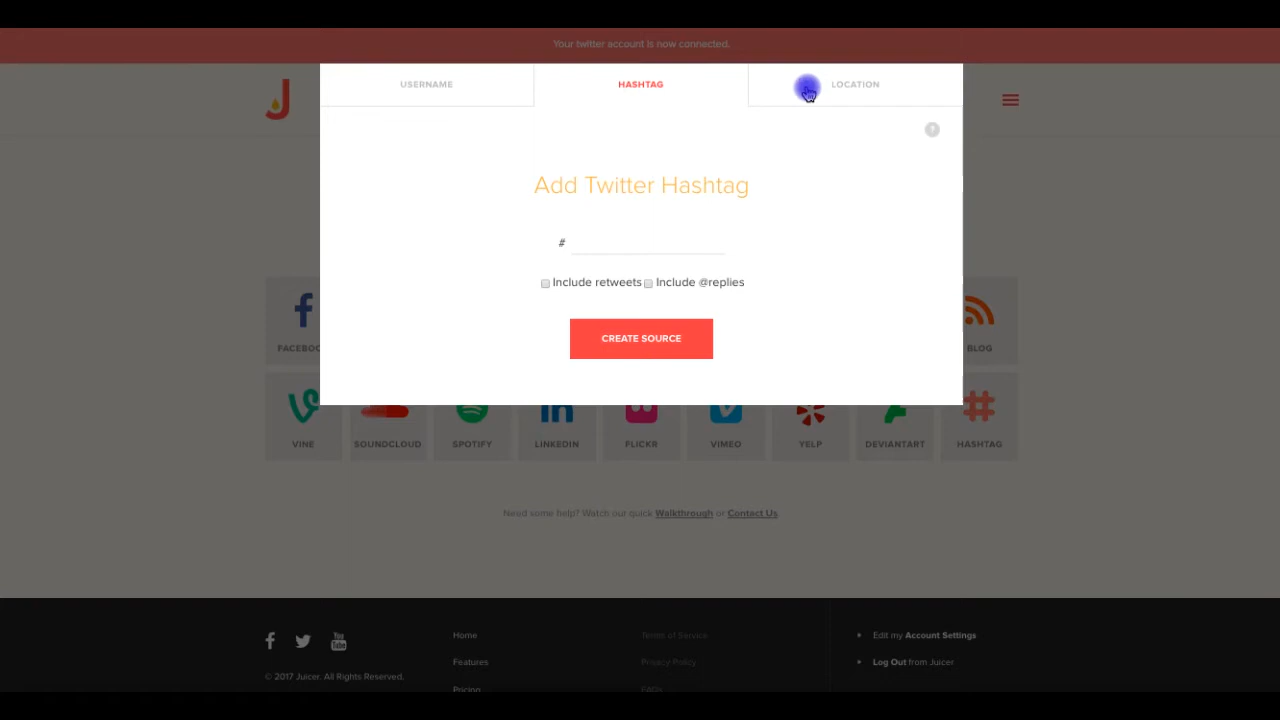 Your twitter account is now connected.
USERNAME
HASHTAG
LOCATION
?
Add Twitter Hashtag
#
Include retweets Include @replies
CREATE SOURCE
BLOG
VINE
SOUNDCLOUD
SPOTIFY
LINKEDIN
FLICKR
VIMEO
YELP
DEVIANTART
HASHTAG
Need some help? Watch our quick Walkthrough or Contact Us
Home
Terms of Service
Edit my Account Settings
Features
Privacy Policy
Log Out from Juicer
© 2017 Juicer. All Rights Reserved.
Pricing
FAQs